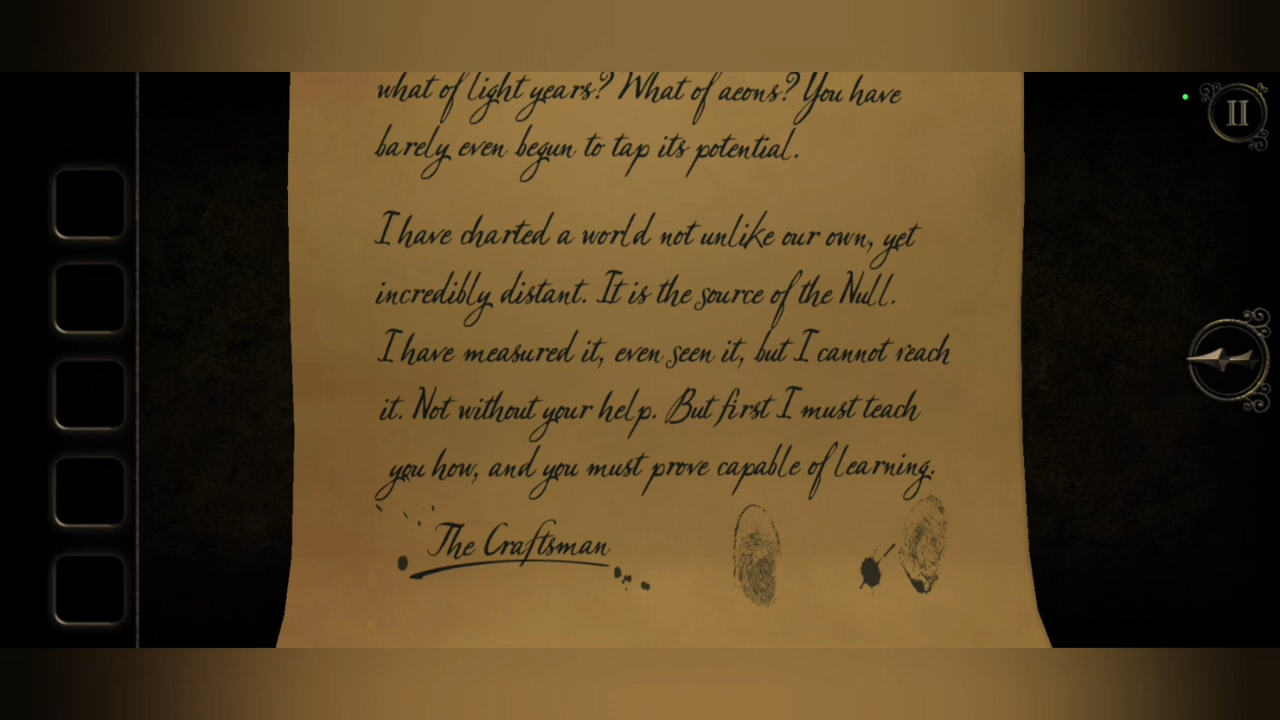 what of light years? What of aeons? You have
barely even begun to tap its potential.
I have charted a world not unlike our own, yet
incredibly distant. It is the source of the Null.
I have measured it, even seen it, but I cannot reach
it. Not without your help. But first I must teach
you how, and you must prove capable of learning.
The Craftsman